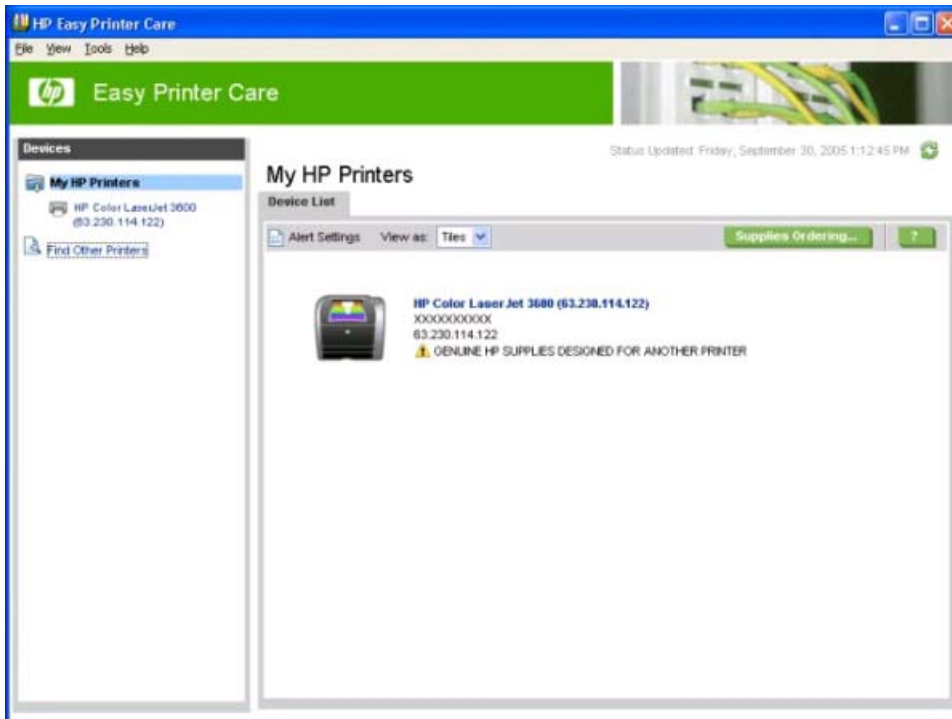 HP Easy Printer Care
File View Tools Help
hp Easy Printer Care
Devices
My HP Printers
HP Color LaserJet 3600
(63.230.114.122)
Find Other Printers
Status Updated: Friday, September 30, 2005 1:12:45 PM
My HP Printers
Device List
Alert Settings View as: Tiles Supplies Ordering... ?
HP Color LaserJet 3600 (63.230.114.122)
XXXXXXXXXX
63.230.114.122
GENUINE HP SUPPLIES DESIGNED FOR ANOTHER PRINTER